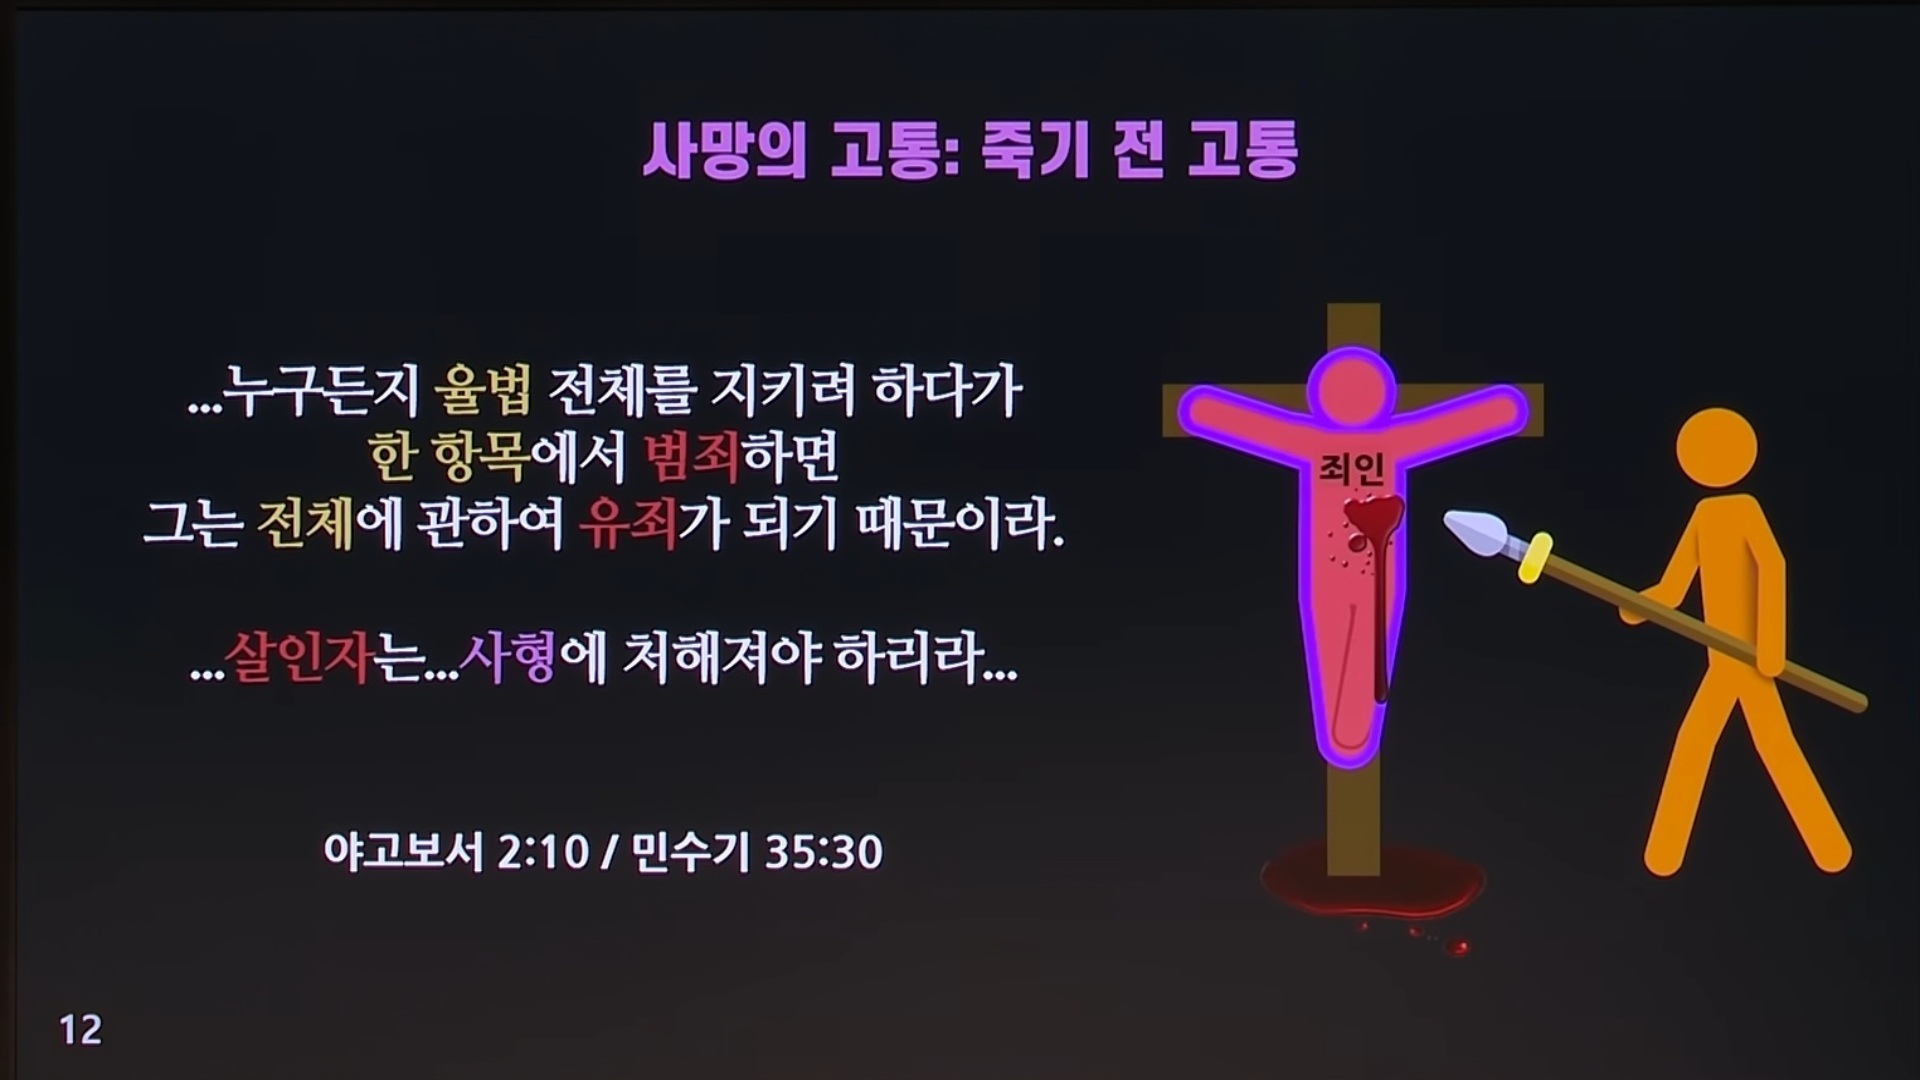 사망의 고통: 죽기 전 고통
...누구든지 율법 전체를 지키려 하다가
한 항목에서 범죄하면
그는 전체에 관하여 유죄가 되기 때문이라.
...살인자는...사형에 처해져야 하리라...
야고보서 2:10 / 민수기 35:30
죄인
12